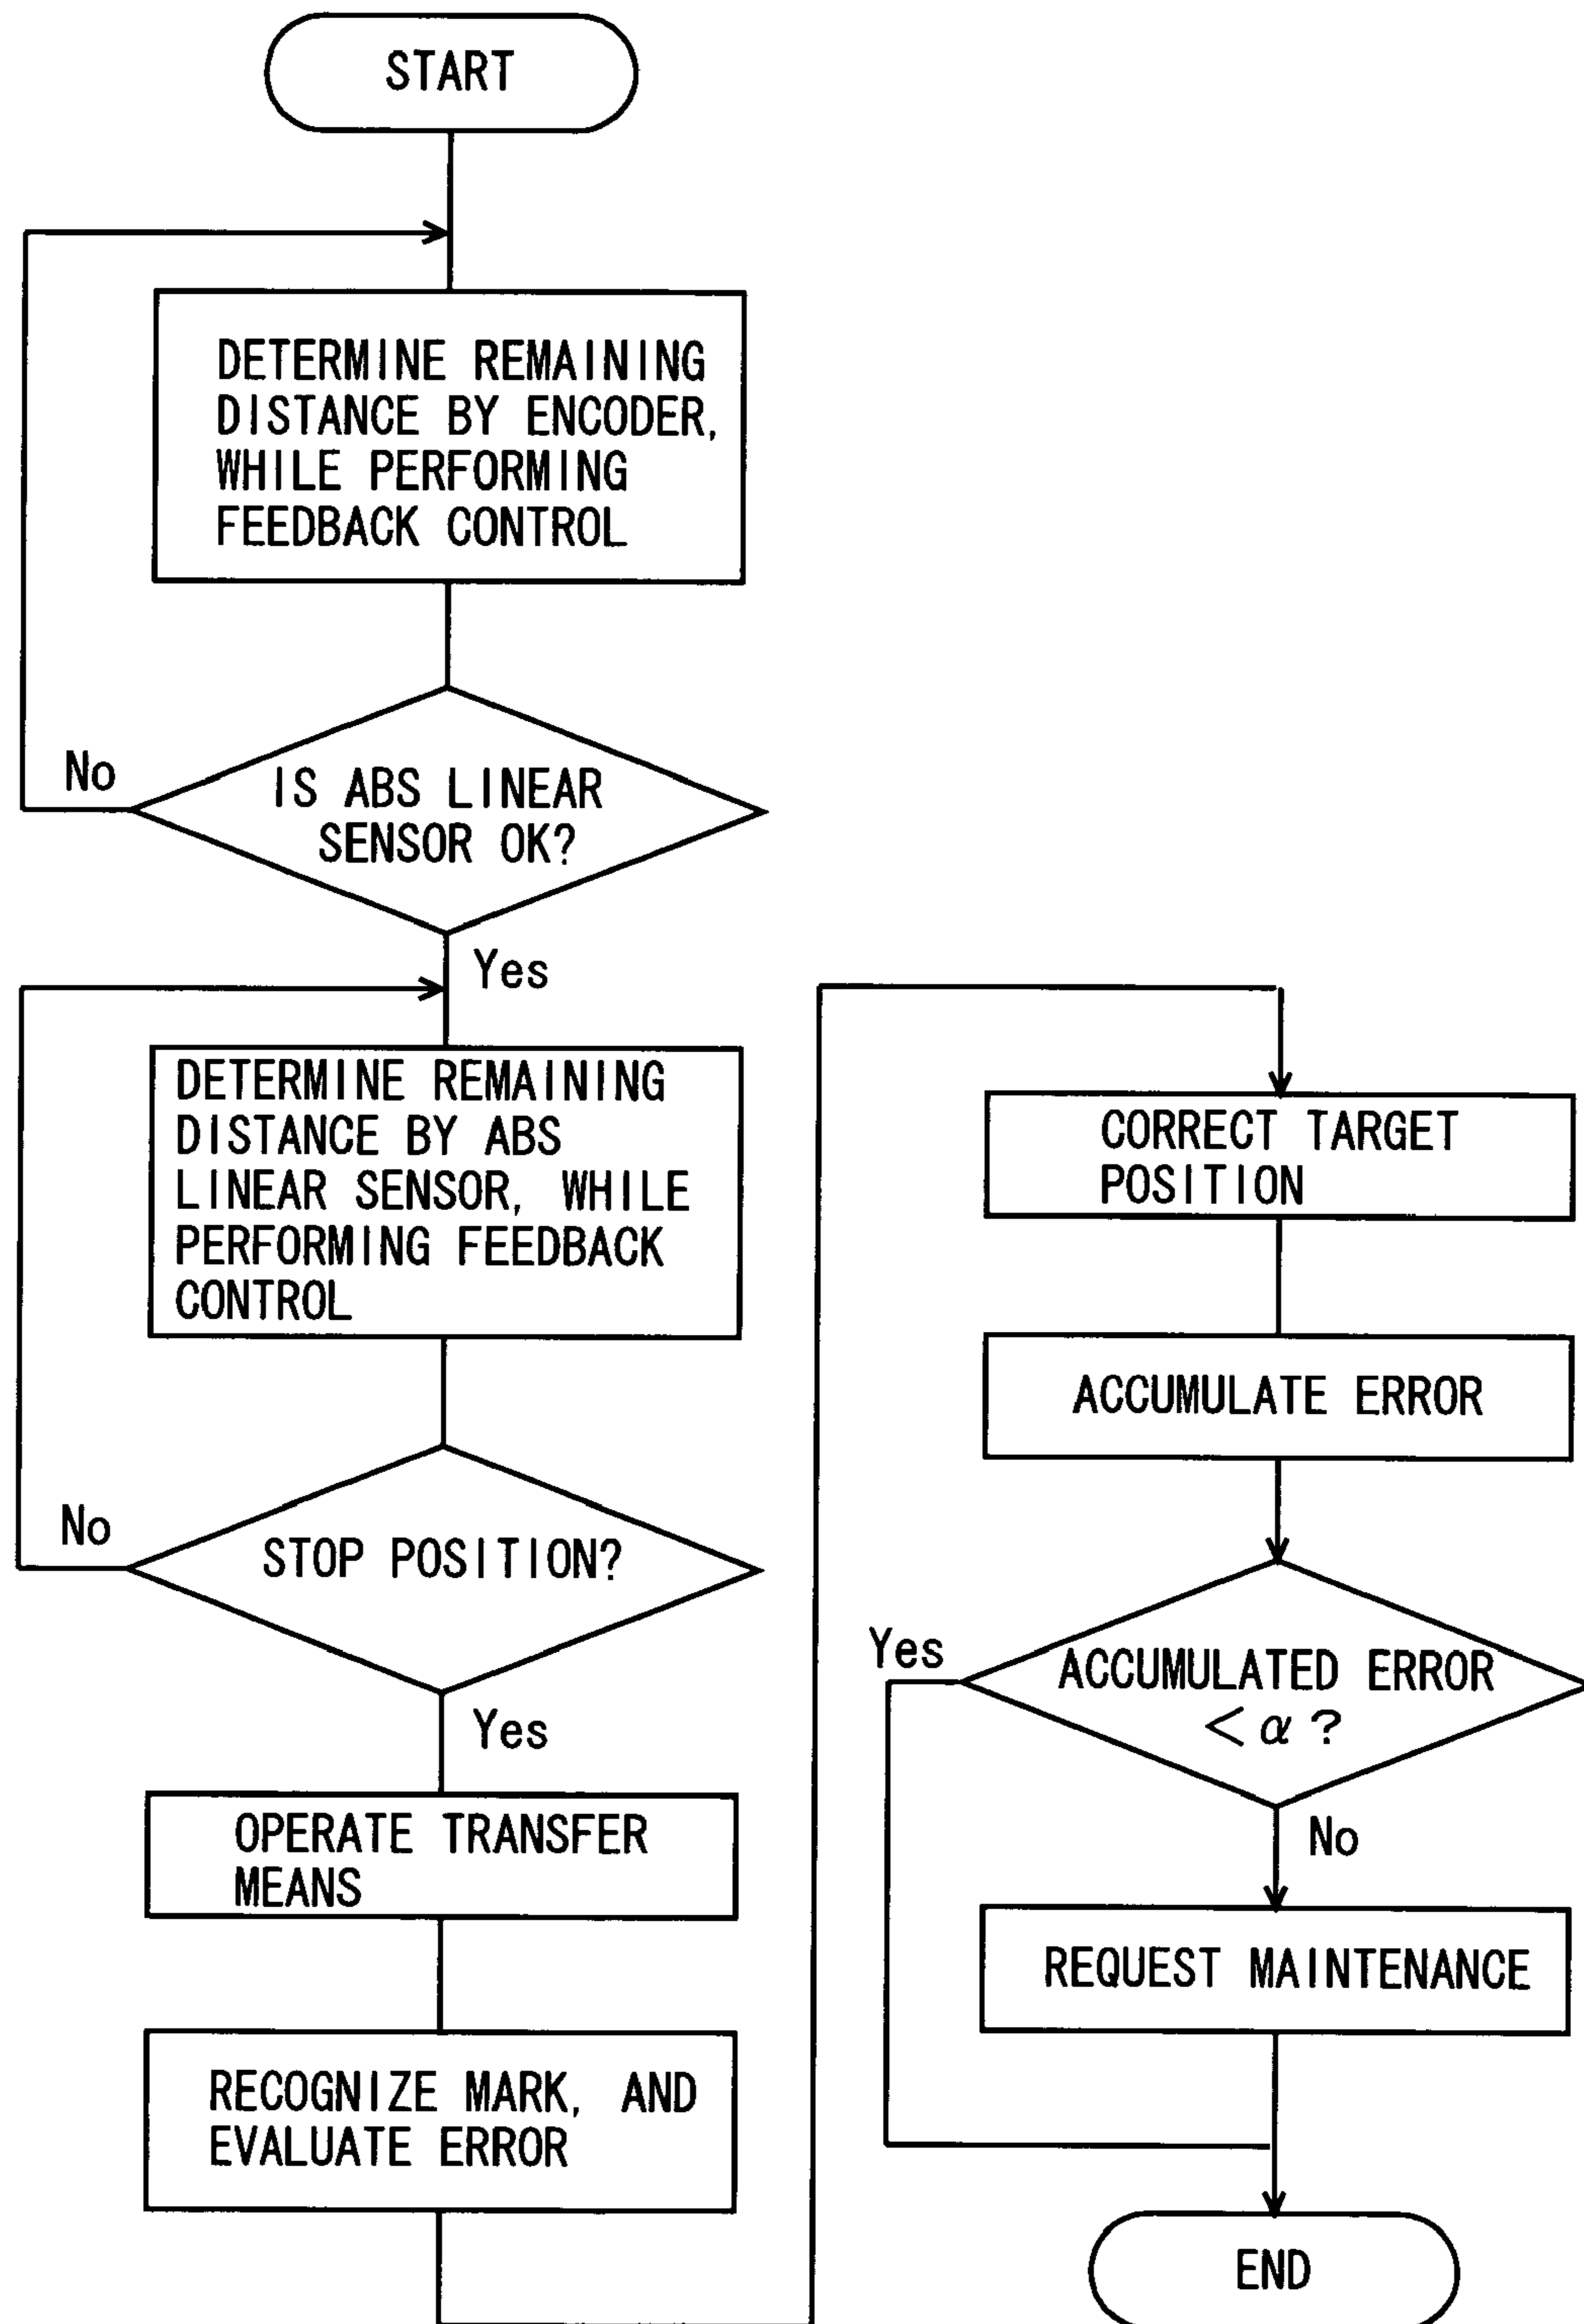 START
DETERMINE REMAINING
DISTANCE BY ENCODER,
WHILE PERFORMING
FEEDBACK CONTROL
No
IS ABS LINEAR
SENSOR OK?
Yes
DETERMINE REMAINING
DISTANCE BY ABS
LINEAR SENSOR, WHILE
PERFORMING FEEDBACK
CONTROL
No
STOP POSITION?
Yes
OPERATE TRANSFER
MEANS
RECOGNIZE MARK, AND
EVALUATE ERROR
CORRECT TARGET
POSITION
ACCUMULATE ERROR
Yes
ACCUMULATED ERROR
< α ?
No
REQUEST MAINTENANCE
END